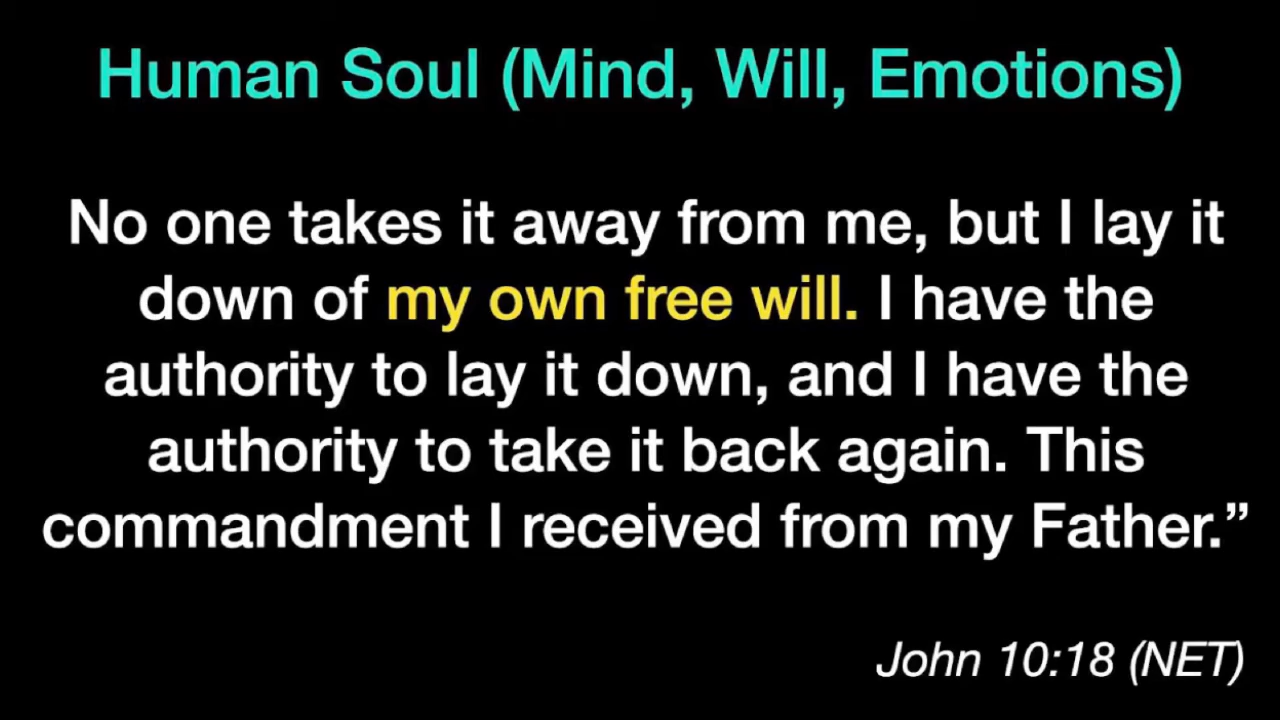 Human Soul (Mind, Will, Emotions)
No one takes it away from me, but I lay it
down of my own free will. I have the
authority to lay it down, and I have the
authority to take it back again. This
commandment I received from my Father.”
John 10:18 (NET)